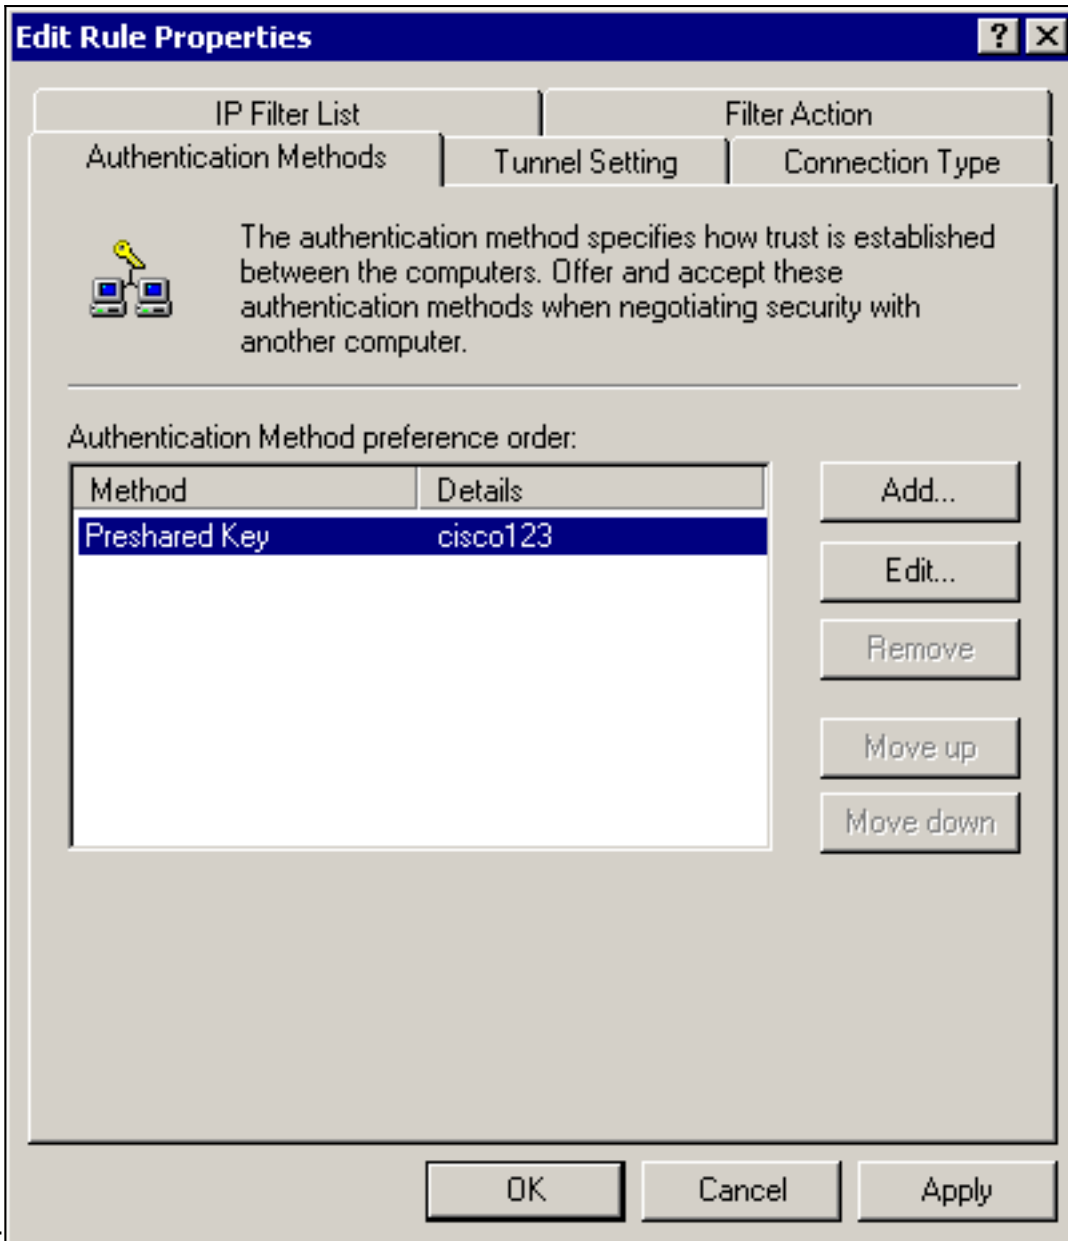 Edit Rule Properties
IP Filter List
Filter Action
Authentication Methods
Tunnel Setting
Connection Type
The authentication method specifies how trust is established
between the computers. Offer and accept these
authentication methods when negotiating security with
another computer.
Authentication Method preference order:
Method Details
Preshared Key cisco123
Add...
Edit...
Remove
Move up
Move down
OK
Cancel
Apply